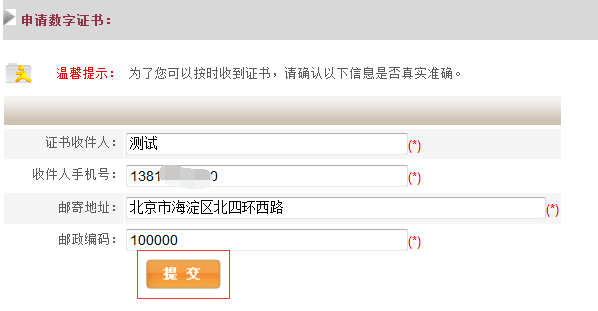 申请数字证书：
温馨提示： 为了您可以按时收到证书，请确认以下信息是否真实准确。
证书收件人： 测试 (*)
收件人手机号： 1381 0 (*)
邮寄地址： 北京市海淀区北四环西路 (*)
邮政编码： 100000 (*)
提 交